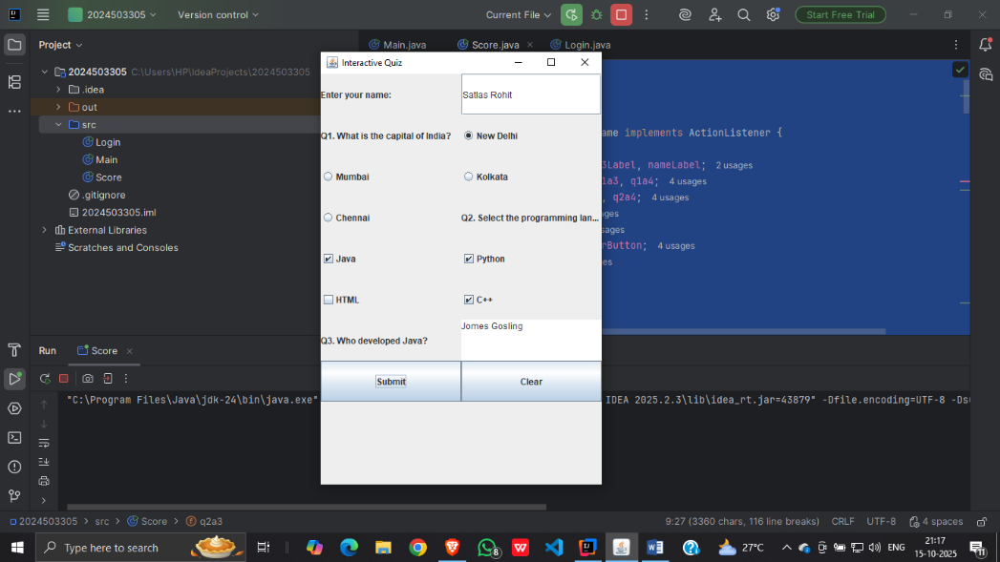 2024503305
Version control
Current File
Start Free Trial
Project
Main.java
Score.java
Login.java
2024503305 C:\Users\HP\IdeaProjects\2024503305
.idea
out
src
Login
Main
Score
.gitignore
2024503305.iml
External Libraries
Scratches and Consoles
ame implements ActionListener {
3Label, nameLabel; 2 usages
1a3, q1a4; 4 usages
, q2a4; 4 usages
ages
sages
rButton; 4 usages
es
Interactive Quiz
Enter your name:
Satlas Rohit
Q1. What is the capital of India?
New Delhi
Mumbai
Kolkata
Chennai
Q2. Select the programming lan...
Java
Python
HTML
C++
Q3. Who developed Java?
Jomes Gosling
Submit
Clear
Run
Score
"C:\Program Files\Java\jdk-24\bin\java.exe" IDEA 2025.2.3\lib\idea_rt.jar=43879" -Dfile.encoding=UTF-8 -Dsu
2024503305 > src > Score > q2a3
9:27 (3360 chars, 116 line breaks)
CRLF
UTF-8
4 spaces
Type here to search
8
27°C
ENG
21:17
15-10-2025
11